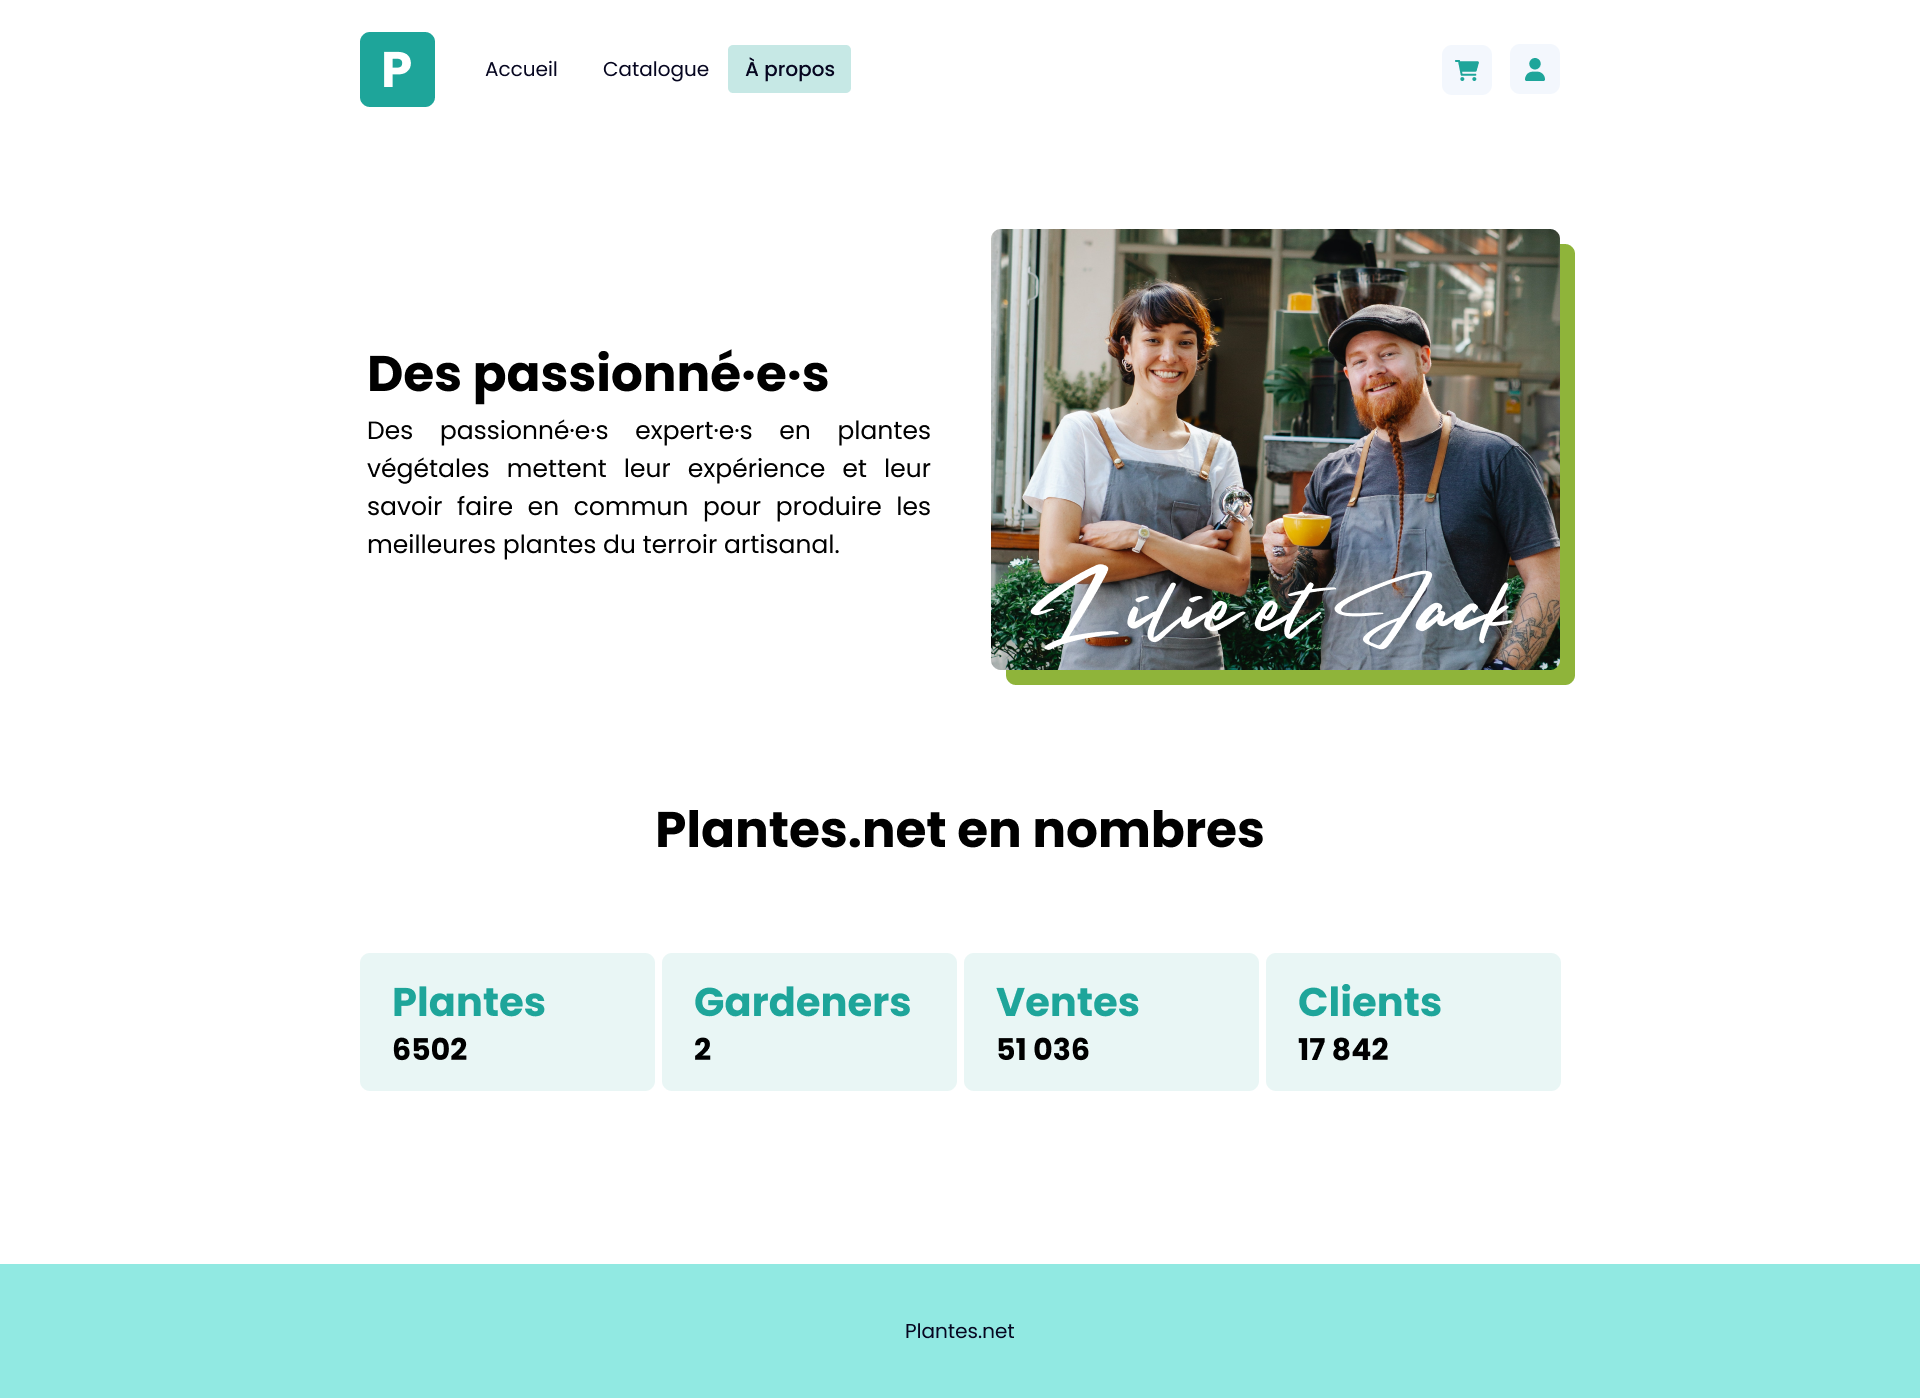 P
Accueil
Catalogue
À propos
Des passionné·e·s
Des passionné·e·s expert·e·s en plantes
végétales mettent leur expérience et leur
savoir faire en commun pour produire les
meilleures plantes du terroir artisanal.
Lilie et Jack
Plantes.net en nombres
Plantes
6502
Gardeners
2
Ventes
51 036
Clients
17 842
Plantes.net